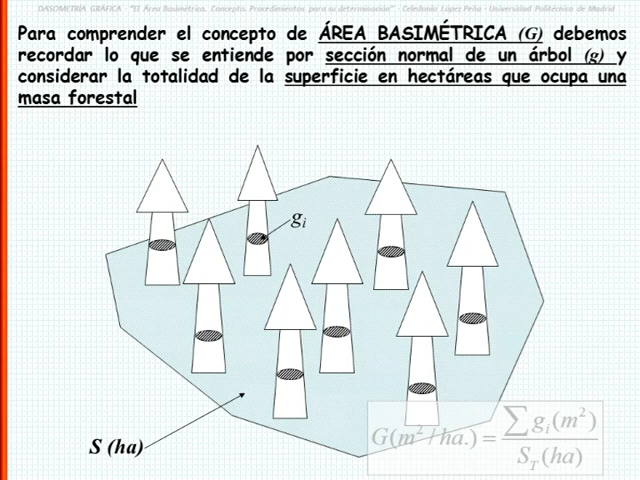 DASOMETRÍA GRÁFICA - "El Área Basimétrica. Concepto. Procedimientos para su determinación" - Celedonio López Peña - Universidad Politécnica de Madrid
Para comprender el concepto de ÁREA BASIMÉTRICA (G) debemos
recordar lo que se entiende por sección normal de un árbol (g) y
considerar la totalidad de la superficie en hectáreas que ocupa una
masa forestal
gᵢ
S (ha)
G(m²/ha.) = ∑ gᵢ(m²) / S_T(ha)